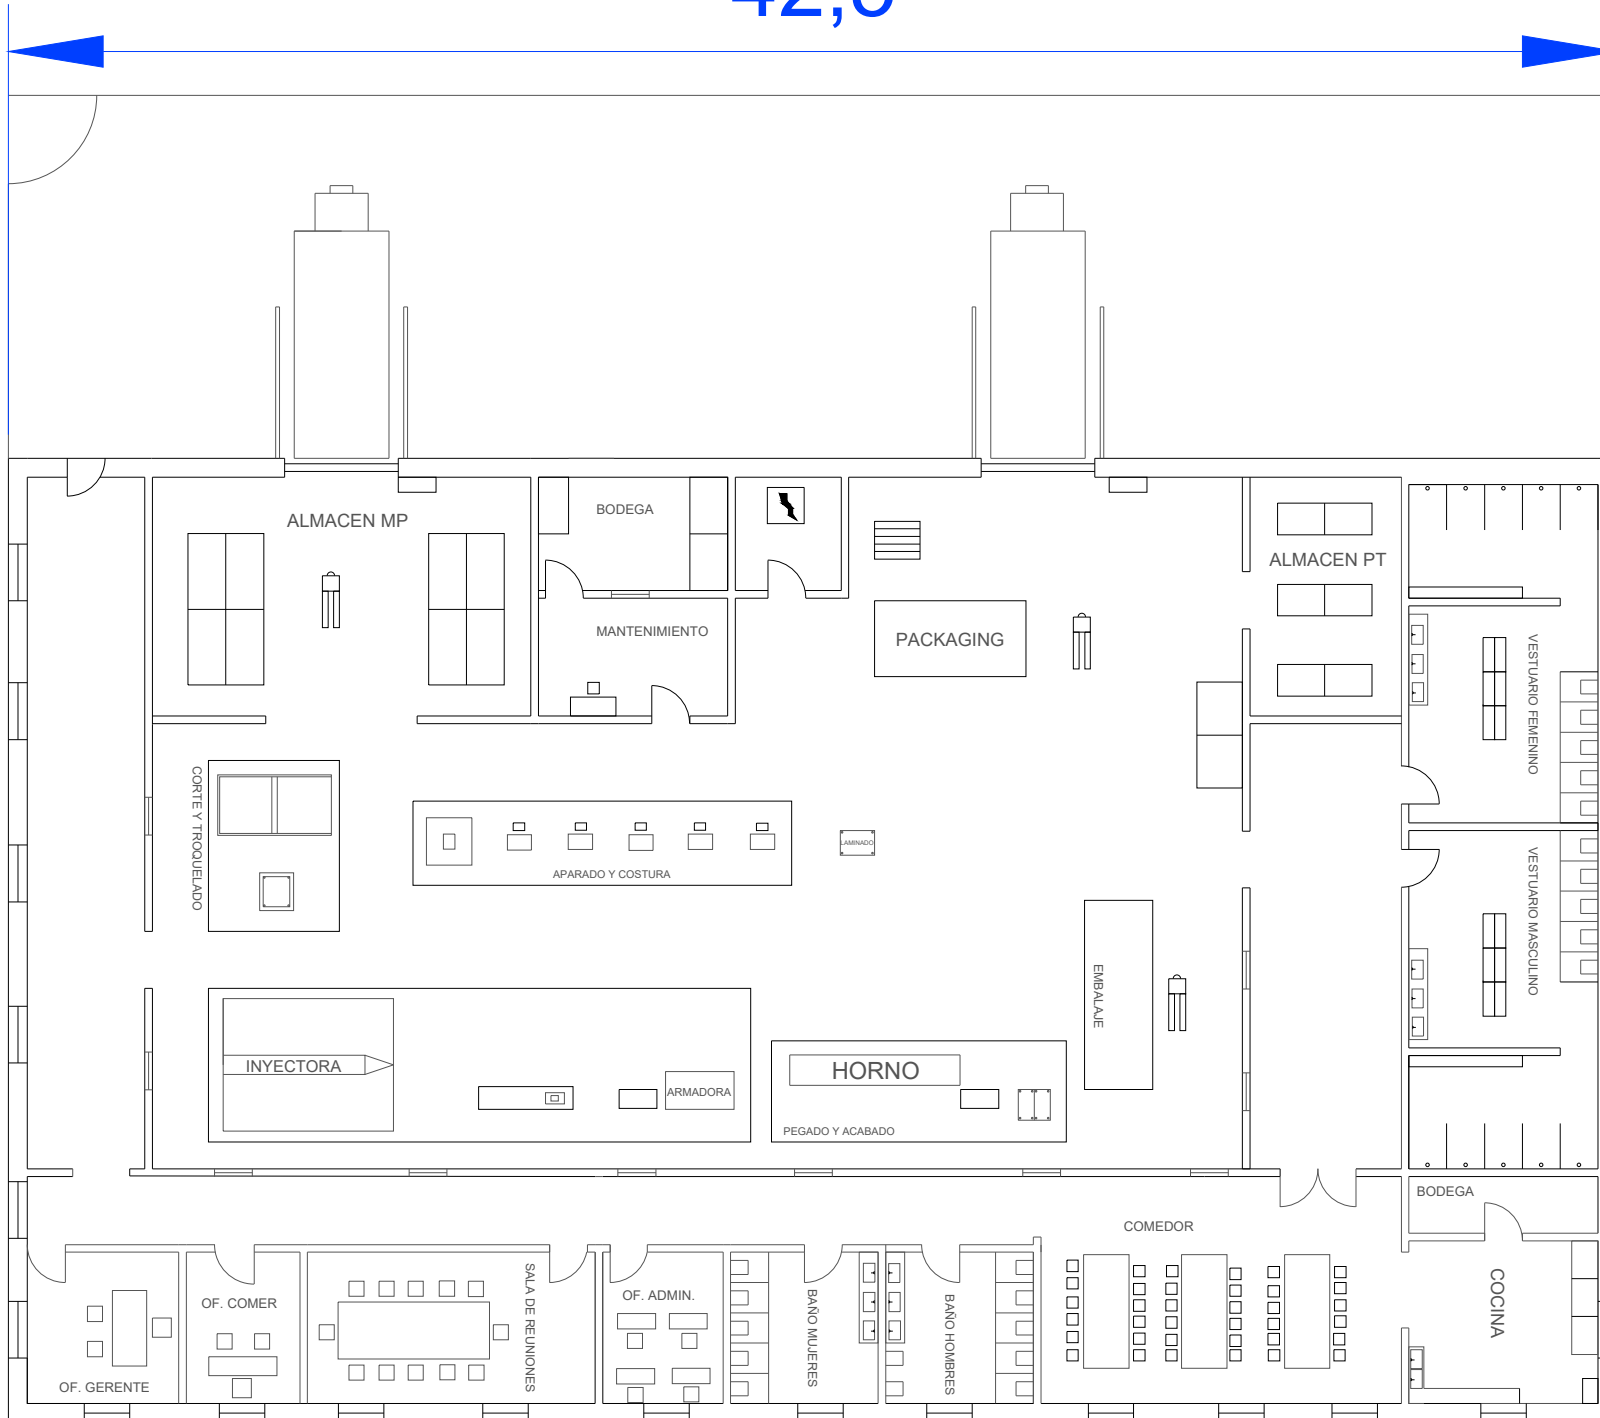 ALMACEN MP
BODEGA
ALMACEN PT
MANTENIMIENTO
PACKAGING
VESTUARIO FEMENINO
CORTE Y TROQUELADO
LAMINADO
APARADO Y COSTURA
VESTUARIO MASCULINO
EMBALAJE
INYECTORA
HORNO
ARMADORA
PEGADO Y ACABADO
BODEGA
COMEDOR
SALA DE REUNIONES
OF. COMER
OF. ADMIN.
BAÑO MUJERES
BAÑO HOMBRES
COCINA
OF. GERENTE